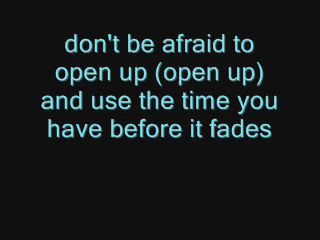 don't be afraid to
open up (open up)
and use the time you
have before it fades